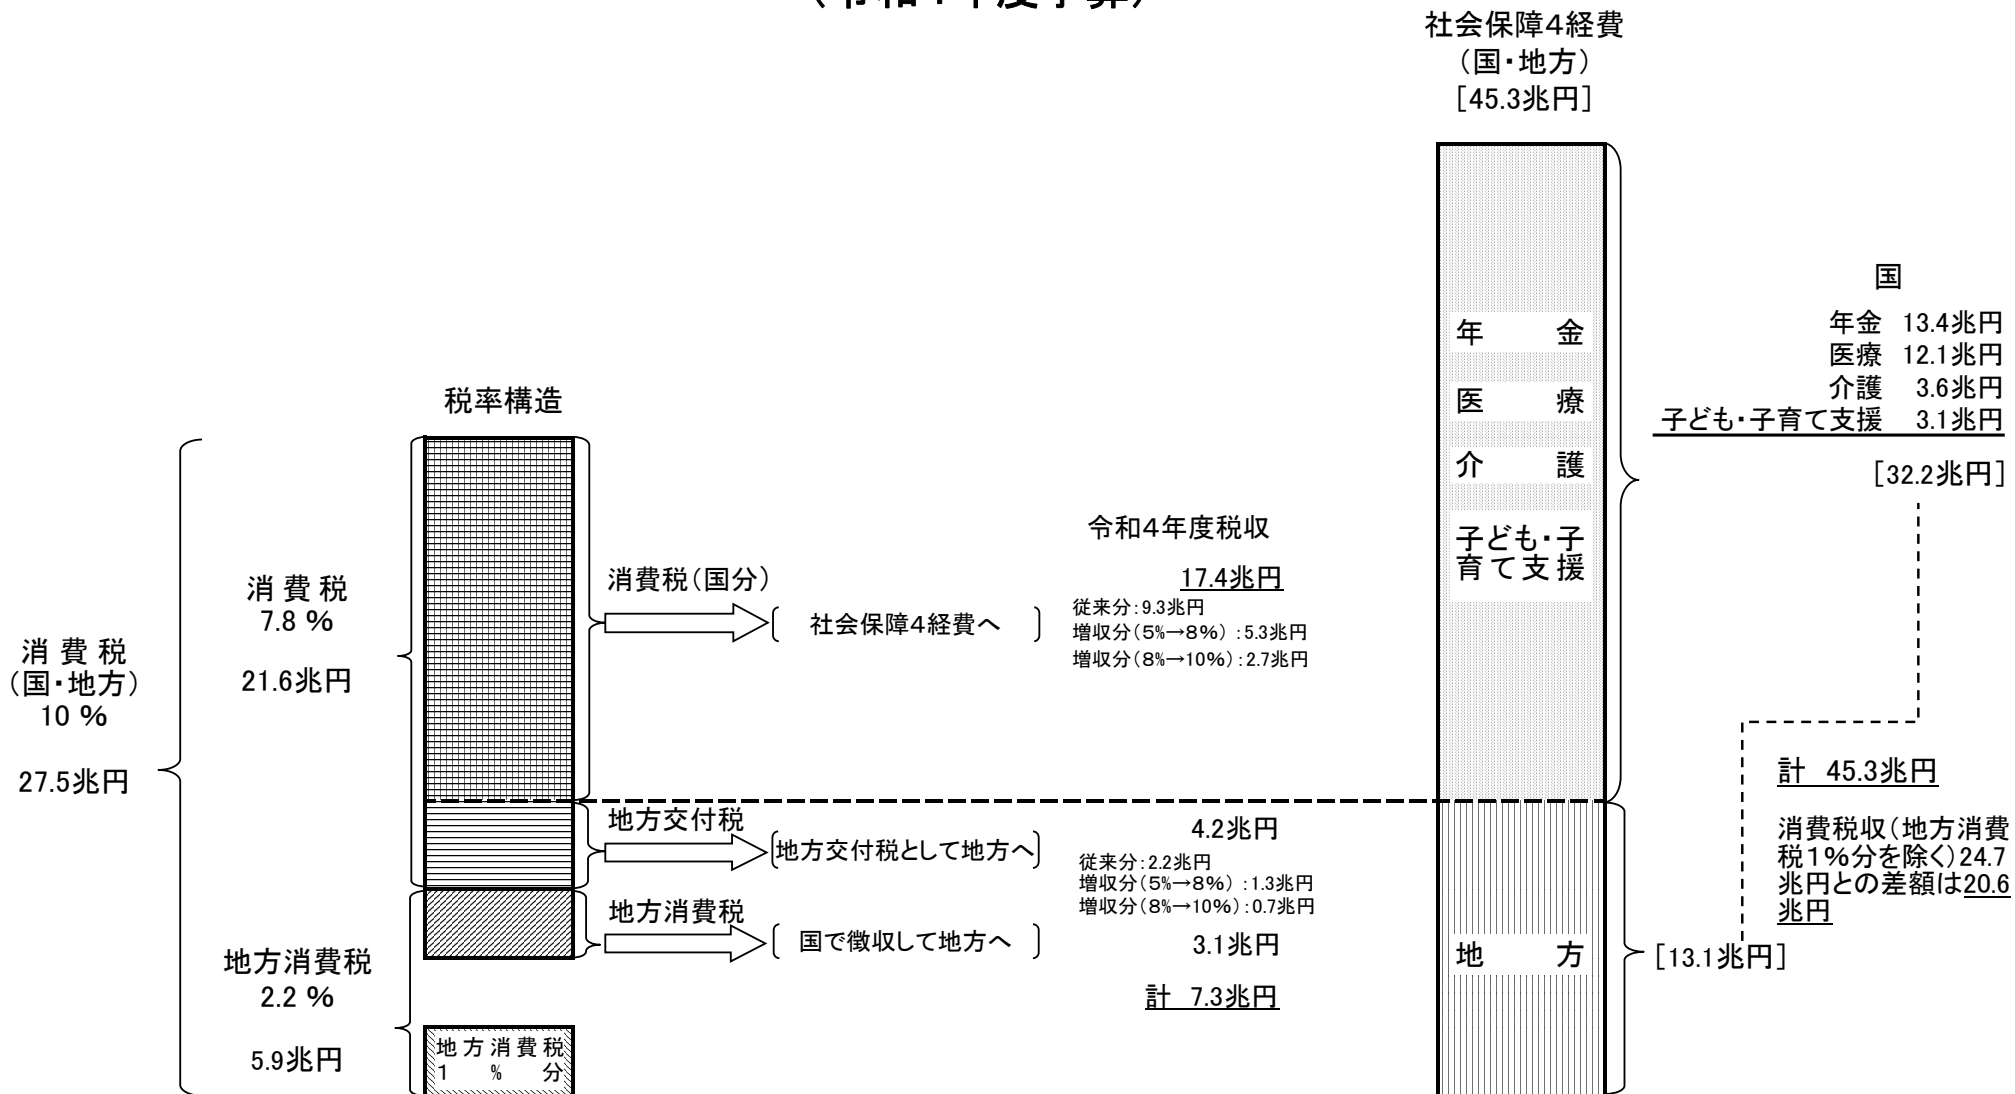 (令和4年度予算)
社会保障4経費
(国・地方)
[45.3兆円]
国
年金 13.4兆円
医療 12.1兆円
介護 3.6兆円
子ども・子育て支援 3.1兆円
[32.2兆円]
年金
医療
介護
子ども・子
育て支援
地方
[13.1兆円]
計 45.3兆円
消費税収(地方消費
税1%分を除く)24.7
兆円との差額は20.6
兆円
税率構造
消費税
(国・地方)
10 %
27.5兆円
消費税
7.8 %
21.6兆円
地方消費税
2.2 %
5.9兆円
地方消費税
1%分
消費税(国分)
社会保障4経費へ
令和4年度税収
17.4兆円
従来分:9.3兆円
増収分(5%→8%):5.3兆円
増収分(8%→10%):2.7兆円
地方交付税
地方交付税として地方へ
4.2兆円
従来分:2.2兆円
増収分(5%→8%):1.3兆円
増収分(8%→10%):0.7兆円
地方消費税
国で徴収して地方へ
3.1兆円
計 7.3兆円